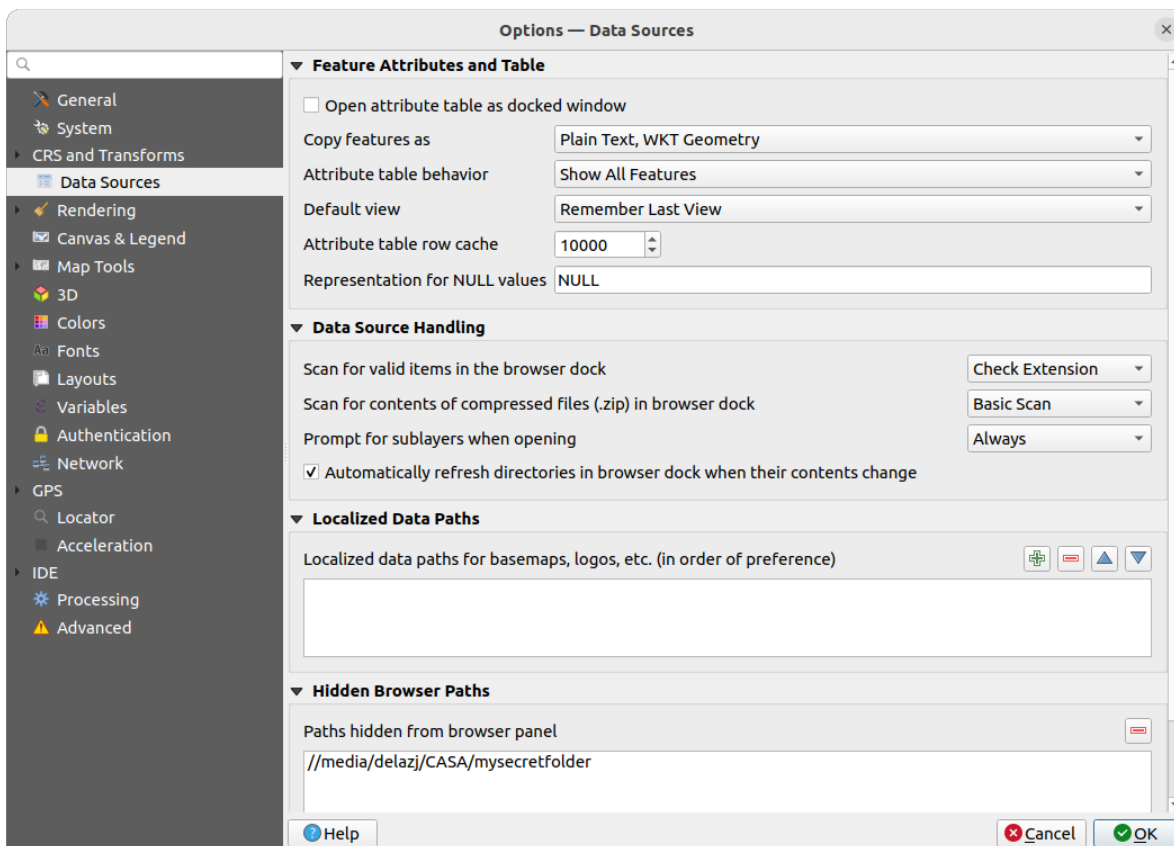 Options — Data Sources
General
System
CRS and Transforms
Data Sources
Rendering
Canvas & Legend
Map Tools
3D
Colors
Aa Fonts
Layouts
Variables
Authentication
Network
GPS
Locator
Acceleration
IDE
Processing
Advanced
Feature Attributes and Table
Open attribute table as docked window
Copy features as Plain Text, WKT Geometry
Attribute table behavior Show All Features
Default view Remember Last View
Attribute table row cache 10000
Representation for NULL values NULL
Data Source Handling
Scan for valid items in the browser dock Check Extension
Scan for contents of compressed files (.zip) in browser dock Basic Scan
Prompt for sublayers when opening Always
Automatically refresh directories in browser dock when their contents change
Localized Data Paths
Localized data paths for basemaps, logos, etc. (in order of preference)
Hidden Browser Paths
Paths hidden from browser panel
//media/delazj/CASA/mysecretfolder
Help Cancel OK